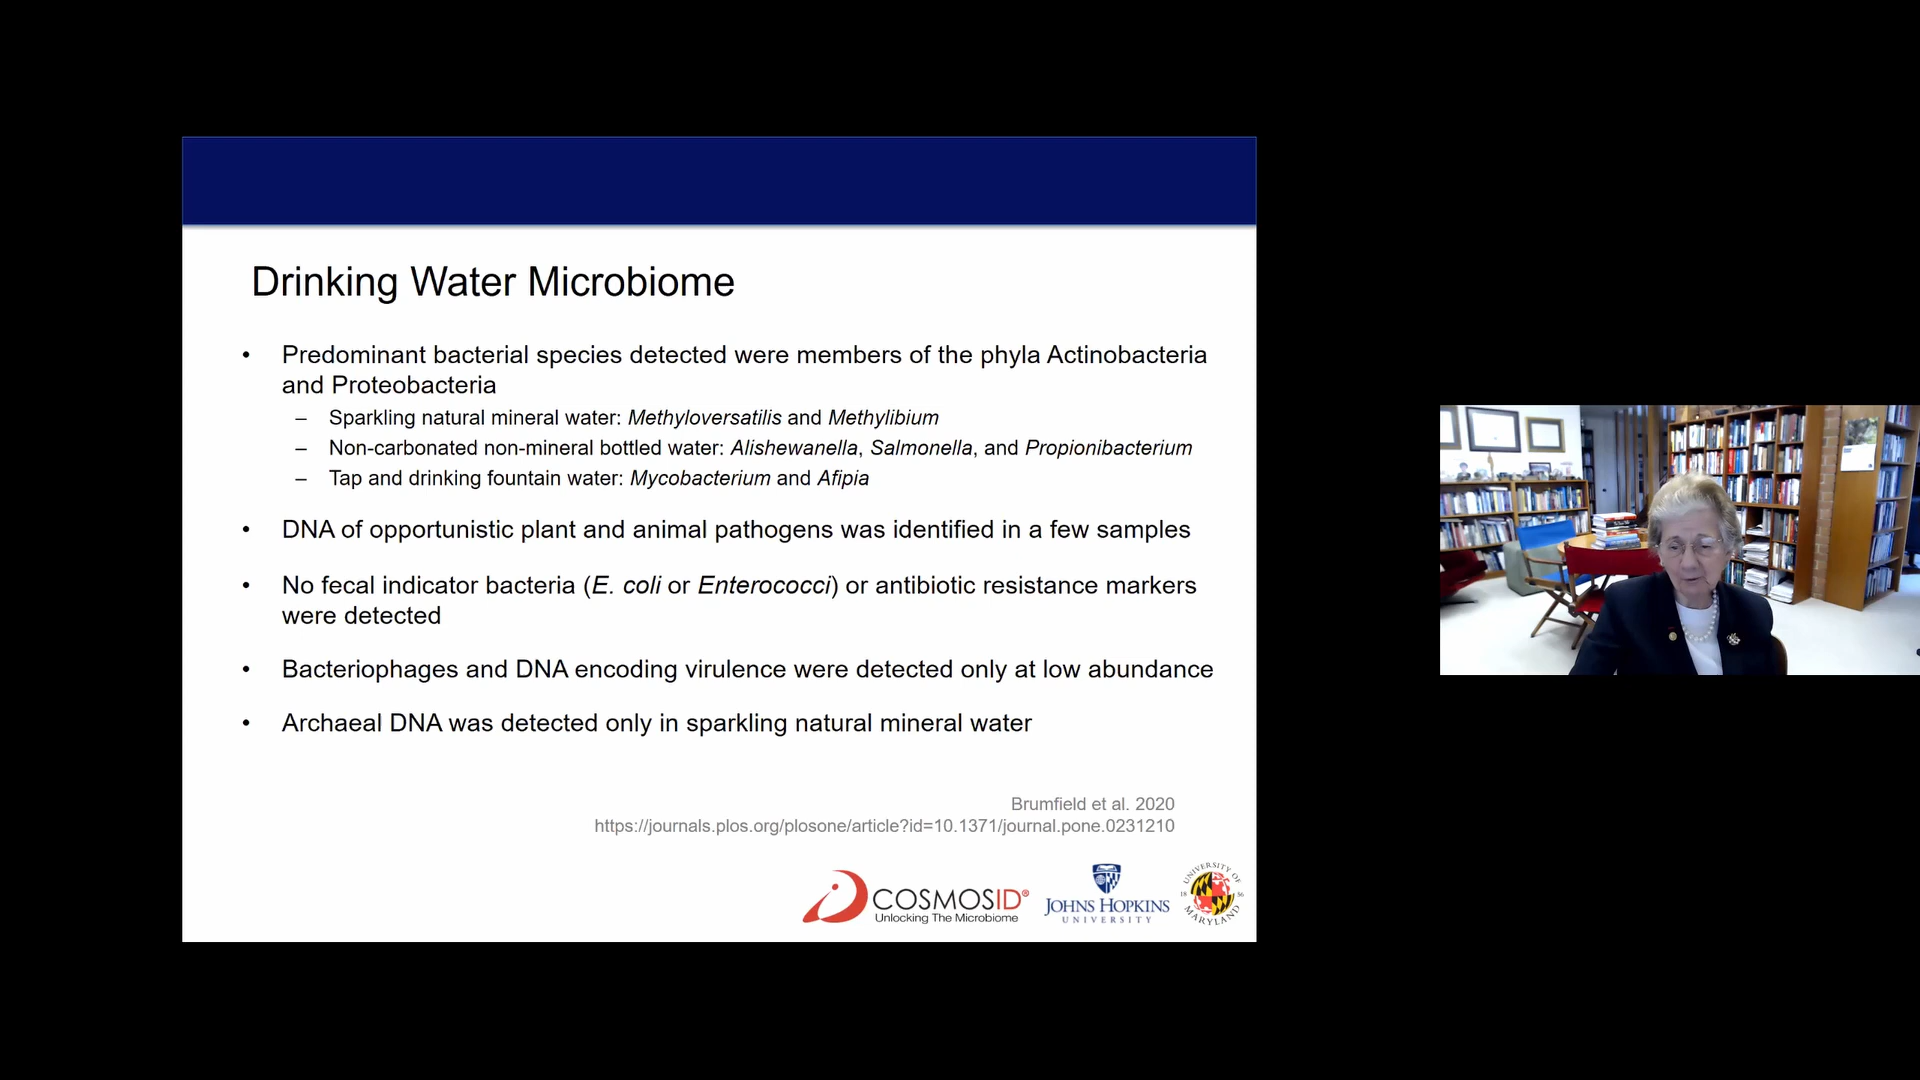 Drinking Water Microbiome
• Predominant bacterial species detected were members of the phyla Actinobacteria
and Proteobacteria
– Sparkling natural mineral water: Methyloversatilis and Methylibium
– Non-carbonated non-mineral bottled water: Alishewanella, Salmonella, and Propionibacterium
– Tap and drinking fountain water: Mycobacterium and Afipia
• DNA of opportunistic plant and animal pathogens was identified in a few samples
• No fecal indicator bacteria (E. coli or Enterococci) or antibiotic resistance markers
were detected
• Bacteriophages and DNA encoding virulence were detected only at low abundance
• Archaeal DNA was detected only in sparkling natural mineral water
Brumfield et al. 2020
https://journals.plos.org/plosone/article?id=10.1371/journal.pone.0231210
COSMOSID®
Unlocking The Microbiome
JOHNS HOPKINS
UNIVERSITY
UNIVERSITY OF
18 56
MARYLAND